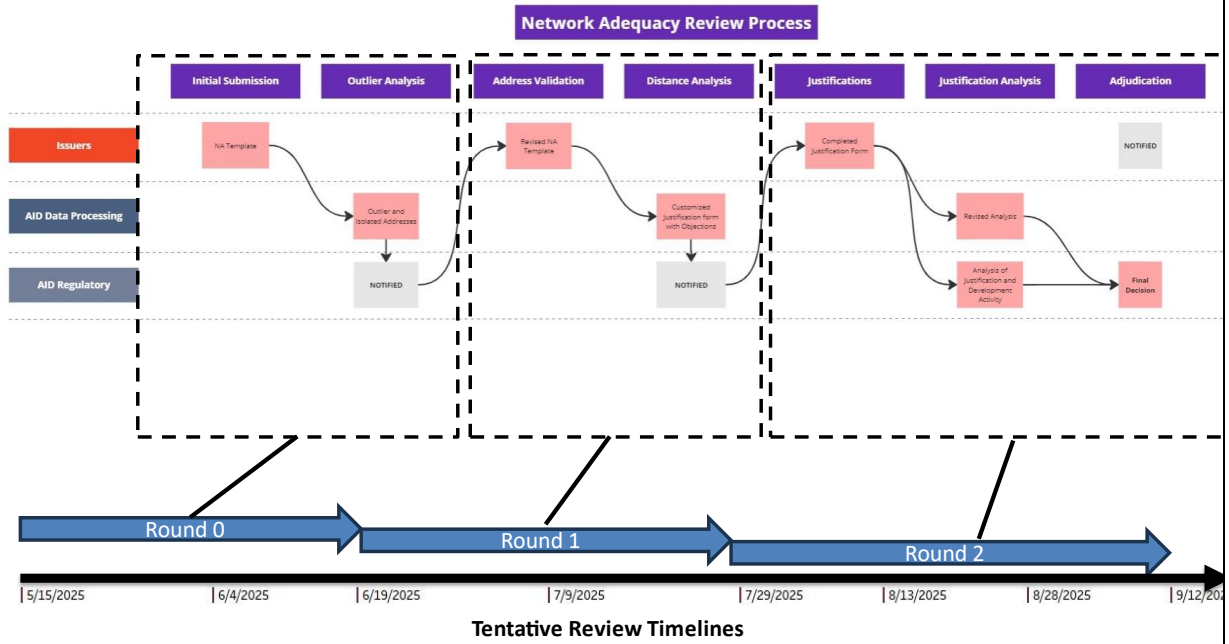 Network Adequacy Review Process
Initial Submission
Outlier Analysis
Address Validation
Distance Analysis
Justifications
Justification Analysis
Adjudication
Issuers
NA Template
Revised NA
Template
Completed
Justification Form
NOTIFIED
AID Data Processing
Outlier and
Isolated Addresses
Customized
Justification form
with Objections
Revised Analysis
AID Regulatory
NOTIFIED
NOTIFIED
Analysis of
Justification and
Development
Activity
Final
Decision
Round 0
Round 1
Round 2
5/15/2025
6/4/2025
6/19/2025
7/9/2025
7/29/2025
8/13/2025
8/28/2025
9/12/202
Tentative Review Timelines